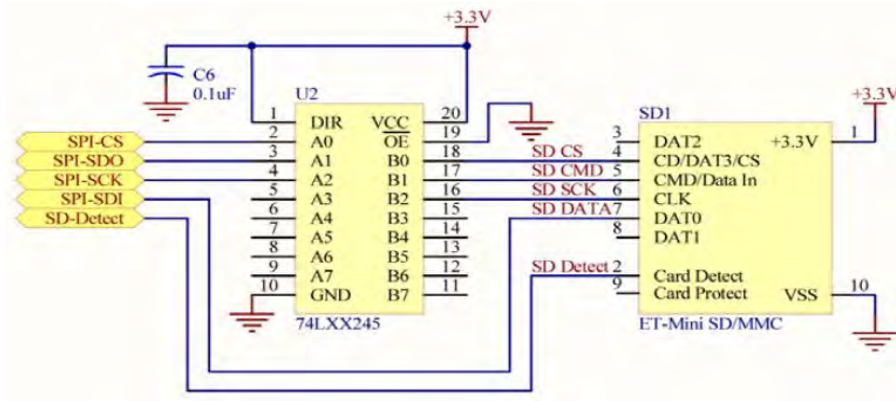 +3.3V
C6
0.1uF
U2
SD1
+3.3V
1 DIR VCC 20
SPI-CS 2 A0 OE 19
SPI-SDO 3 A1 B0 18 SD CS
SPI-SCK 4 A2 B1 17 SD CMD
SPI-SDI 5 A3 B2 16 SD SCK
SD-Detect 6 A4 B3 15 SD DATA
7 A5 B4 14
8 A6 B5 13
9 A7 B6 12 SD Detect
10 GND B7 11
74LXX245
3 DAT2 +3.3V 1
4 CD/DAT3/CS
5 CMD/Data In
6 CLK
7 DAT0
8 DAT1
2 Card Detect
9 Card Protect VSS 10
ET-Mini SD/MMC